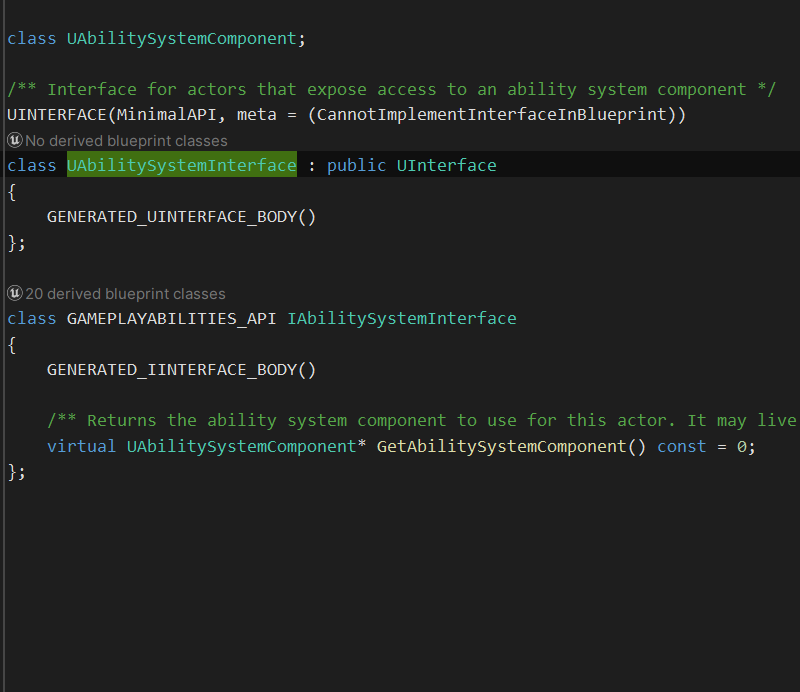 class UAbilitySystemComponent;
/** Interface for actors that expose access to an ability system component */
UINTERFACE(MinimalAPI, meta = (CannotImplementInterfaceInBlueprint))
No derived blueprint classes
class UAbilitySystemInterface : public UInterface
{
    GENERATED_UINTERFACE_BODY()
};
20 derived blueprint classes
class GAMEPLAYABILITIES_API IAbilitySystemInterface
{
    GENERATED_IINTERFACE_BODY()
    /** Returns the ability system component to use for this actor. It may live
    virtual UAbilitySystemComponent* GetAbilitySystemComponent() const = 0;
};